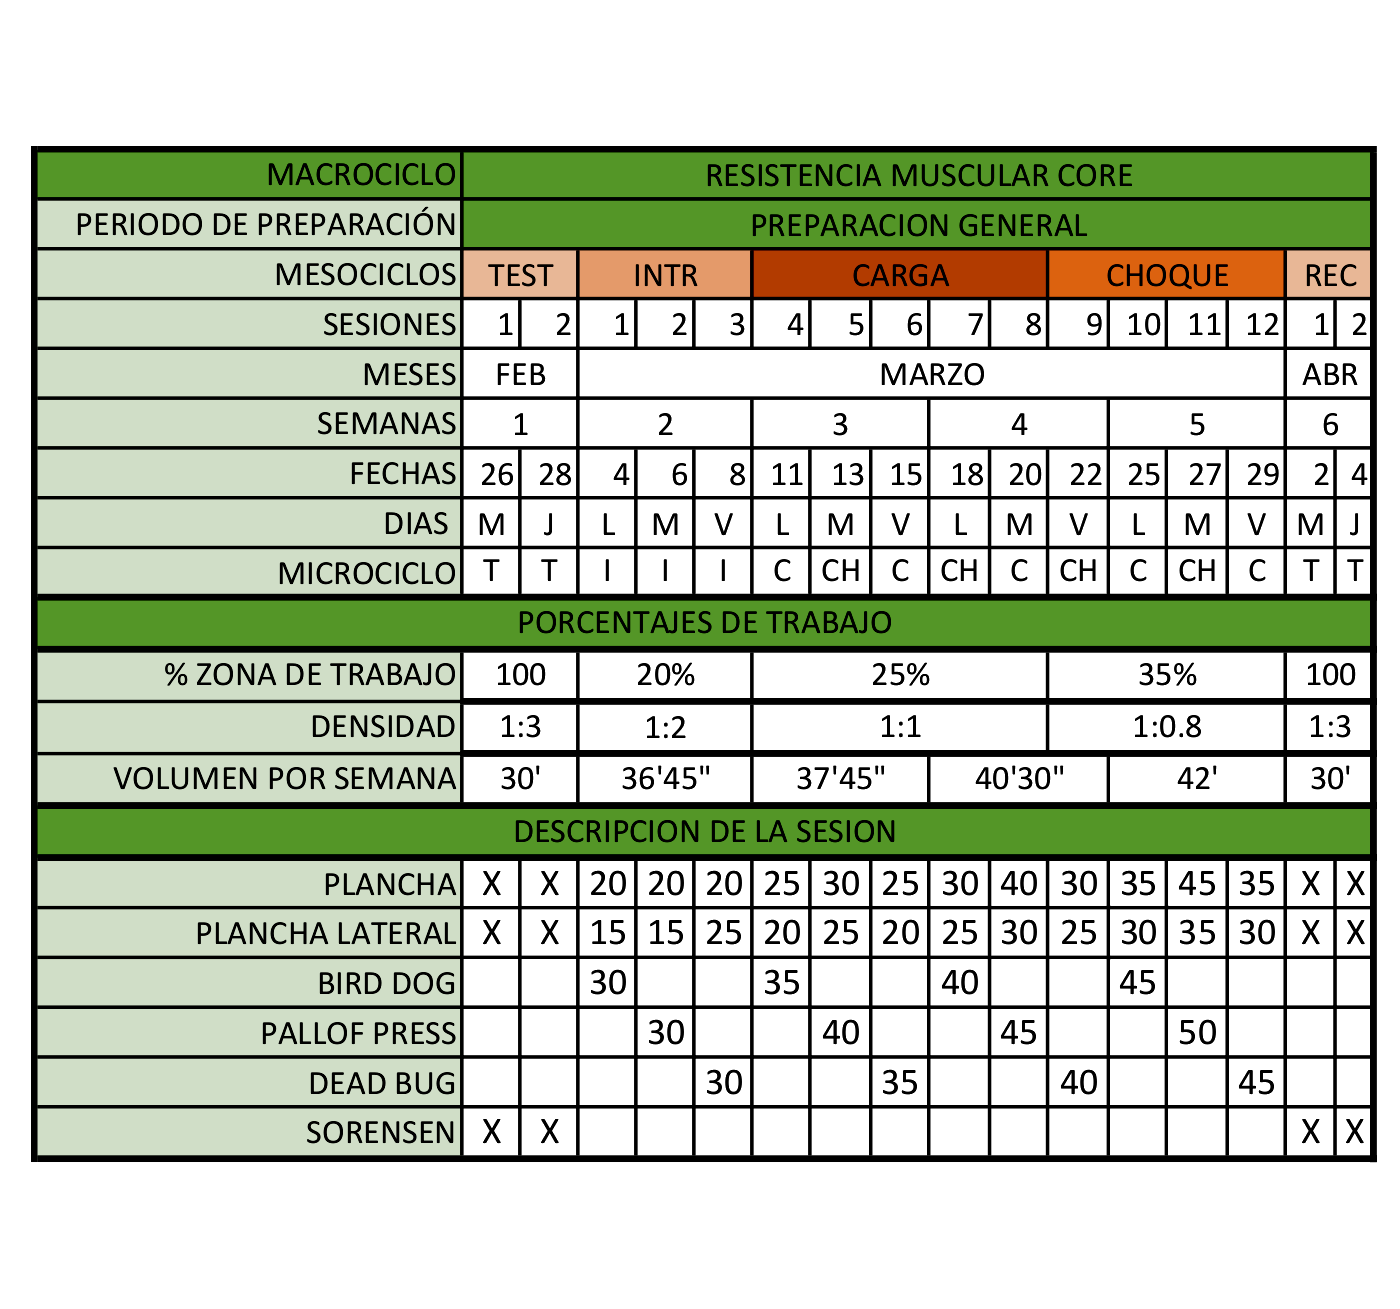 MACROCICLO RESISTENCIA MUSCULAR CORE
PERIODO DE PREPARACIÓN PREPARACION GENERAL
MESOCICLOS TEST INTR CARGA CHOQUE REC
SESIONES 1 2 1 2 3 4 5 6 7 8 9 10 11 12 1 2
MESES FEB MARZO ABR
SEMANAS 1 2 3 4 5 6
FECHAS 26 28 4 6 8 11 13 15 18 20 22 25 27 29 2 4
DIAS M J L M V L M V L M V L M V M J
MICROCICLO T T I I I C CH C CH C CH C CH C T T
PORCENTAJES DE TRABAJO
% ZONA DE TRABAJO 100 20% 25% 35% 100
DENSIDAD 1:3 1:2 1:1 1:0.8 1:3
VOLUMEN POR SEMANA 30' 36'45" 37'45" 40'30" 42' 30'
DESCRIPCION DE LA SESION
PLANCHA X X 20 20 20 25 30 25 30 40 30 35 45 35 X X
PLANCHA LATERAL X X 15 15 25 20 25 20 25 30 25 30 35 30 X X
BIRD DOG 30 35 40 45
PALLOF PRESS 30 40 45 50
DEAD BUG 30 35 40 45
SORENSEN X X X X